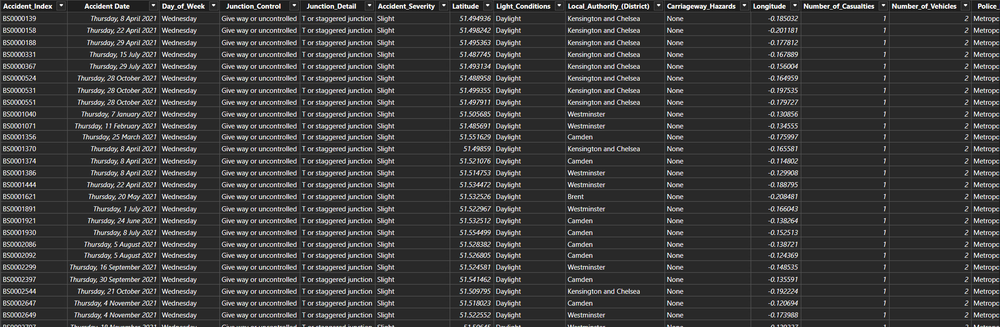 Accident_Index Accident Date Day_of_Week Junction_Control Junction_Detail Accident_Severity Latitude Light_Conditions Local_Authority_(District) Carriageway_Hazards Longitude Number_of_Casualties Number_of_Vehicles Police_
BS0000139 Thursday, 8 April 2021 Wednesday Give way or uncontrolled T or staggered junction Slight 51.494936 Daylight Kensington and Chelsea None -0.185032 1 2 Metropo
BS0000158 Thursday, 22 April 2021 Wednesday Give way or uncontrolled T or staggered junction Slight 51.498242 Daylight Kensington and Chelsea None -0.201181 1 2 Metropo
BS0000188 Thursday, 29 April 2021 Wednesday Give way or uncontrolled T or staggered junction Slight 51.495363 Daylight Kensington and Chelsea None -0.177812 1 2 Metropo
BS0000331 Thursday, 15 July 2021 Wednesday Give way or uncontrolled T or staggered junction Slight 51.487745 Daylight Kensington and Chelsea None -0.167889 1 2 Metropo
BS0000367 Thursday, 29 July 2021 Wednesday Give way or uncontrolled T or staggered junction Slight 51.493134 Daylight Kensington and Chelsea None -0.156004 1 2 Metropo
BS0000524 Thursday, 28 October 2021 Wednesday Give way or uncontrolled T or staggered junction Slight 51.488958 Daylight Kensington and Chelsea None -0.164959 1 2 Metropo
BS0000531 Thursday, 28 October 2021 Wednesday Give way or uncontrolled T or staggered junction Slight 51.499355 Daylight Kensington and Chelsea None -0.197535 1 2 Metropo
BS0000551 Thursday, 28 October 2021 Wednesday Give way or uncontrolled T or staggered junction Slight 51.497911 Daylight Kensington and Chelsea None -0.179727 1 2 Metropo
BS0001040 Thursday, 7 January 2021 Wednesday Give way or uncontrolled T or staggered junction Slight 51.505685 Daylight Westminster None -0.130856 1 2 Metropo
BS0001071 Thursday, 11 February 2021 Wednesday Give way or uncontrolled T or staggered junction Slight 51.485691 Daylight Westminster None -0.134555 1 2 Metropo
BS0001356 Thursday, 25 March 2021 Wednesday Give way or uncontrolled T or staggered junction Slight 51.551629 Daylight Camden None -0.175997 1 2 Metropo
BS0001370 Thursday, 8 April 2021 Wednesday Give way or uncontrolled T or staggered junction Slight 51.49859 Daylight Kensington and Chelsea None -0.165581 1 2 Metropo
BS0001374 Thursday, 8 April 2021 Wednesday Give way or uncontrolled T or staggered junction Slight 51.521076 Daylight Camden None -0.114802 1 2 Metropo
BS0001386 Thursday, 8 April 2021 Wednesday Give way or uncontrolled T or staggered junction Slight 51.514753 Daylight Westminster None -0.129908 1 2 Metropo
BS0001444 Thursday, 22 April 2021 Wednesday Give way or uncontrolled T or staggered junction Slight 51.534472 Daylight Westminster None -0.188795 1 2 Metropo
BS0001621 Thursday, 20 May 2021 Wednesday Give way or uncontrolled T or staggered junction Slight 51.532526 Daylight Brent None -0.208481 1 2 Metropo
BS0001891 Thursday, 1 July 2021 Wednesday Give way or uncontrolled T or staggered junction Slight 51.522967 Daylight Westminster None -0.166043 1 2 Metropo
BS0001921 Thursday, 24 June 2021 Wednesday Give way or uncontrolled T or staggered junction Slight 51.532512 Daylight Camden None -0.138264 1 2 Metropo
BS0001930 Thursday, 8 July 2021 Wednesday Give way or uncontrolled T or staggered junction Slight 51.554499 Daylight Camden None -0.152513 1 2 Metropo
BS0002086 Thursday, 5 August 2021 Wednesday Give way or uncontrolled T or staggered junction Slight 51.528382 Daylight Camden None -0.138721 1 2 Metropo
BS0002092 Thursday, 5 August 2021 Wednesday Give way or uncontrolled T or staggered junction Slight 51.526805 Daylight Camden None -0.124369 1 2 Metropo
BS0002299 Thursday, 16 September 2021 Wednesday Give way or uncontrolled T or staggered junction Slight 51.524581 Daylight Westminster None -0.148535 1 2 Metropo
BS0002397 Thursday, 30 September 2021 Wednesday Give way or uncontrolled T or staggered junction Slight 51.541462 Daylight Camden None -0.135591 1 2 Metropo
BS0002544 Thursday, 21 October 2021 Wednesday Give way or uncontrolled T or staggered junction Slight 51.509795 Daylight Kensington and Chelsea None -0.192224 1 2 Metropo
BS0002647 Thursday, 4 November 2021 Wednesday Give way or uncontrolled T or staggered junction Slight 51.518023 Daylight Camden None -0.120694 1 2 Metropo
BS0002649 Thursday, 4 November 2021 Wednesday Give way or uncontrolled T or staggered junction Slight 51.522552 Daylight Westminster None -0.173988 1 2 Metropo
Thursday, 18 November 2021 Wednesday Give way or uncontrolled T or staggered junction Slight Daylight Westminster None 1 2 Metropo